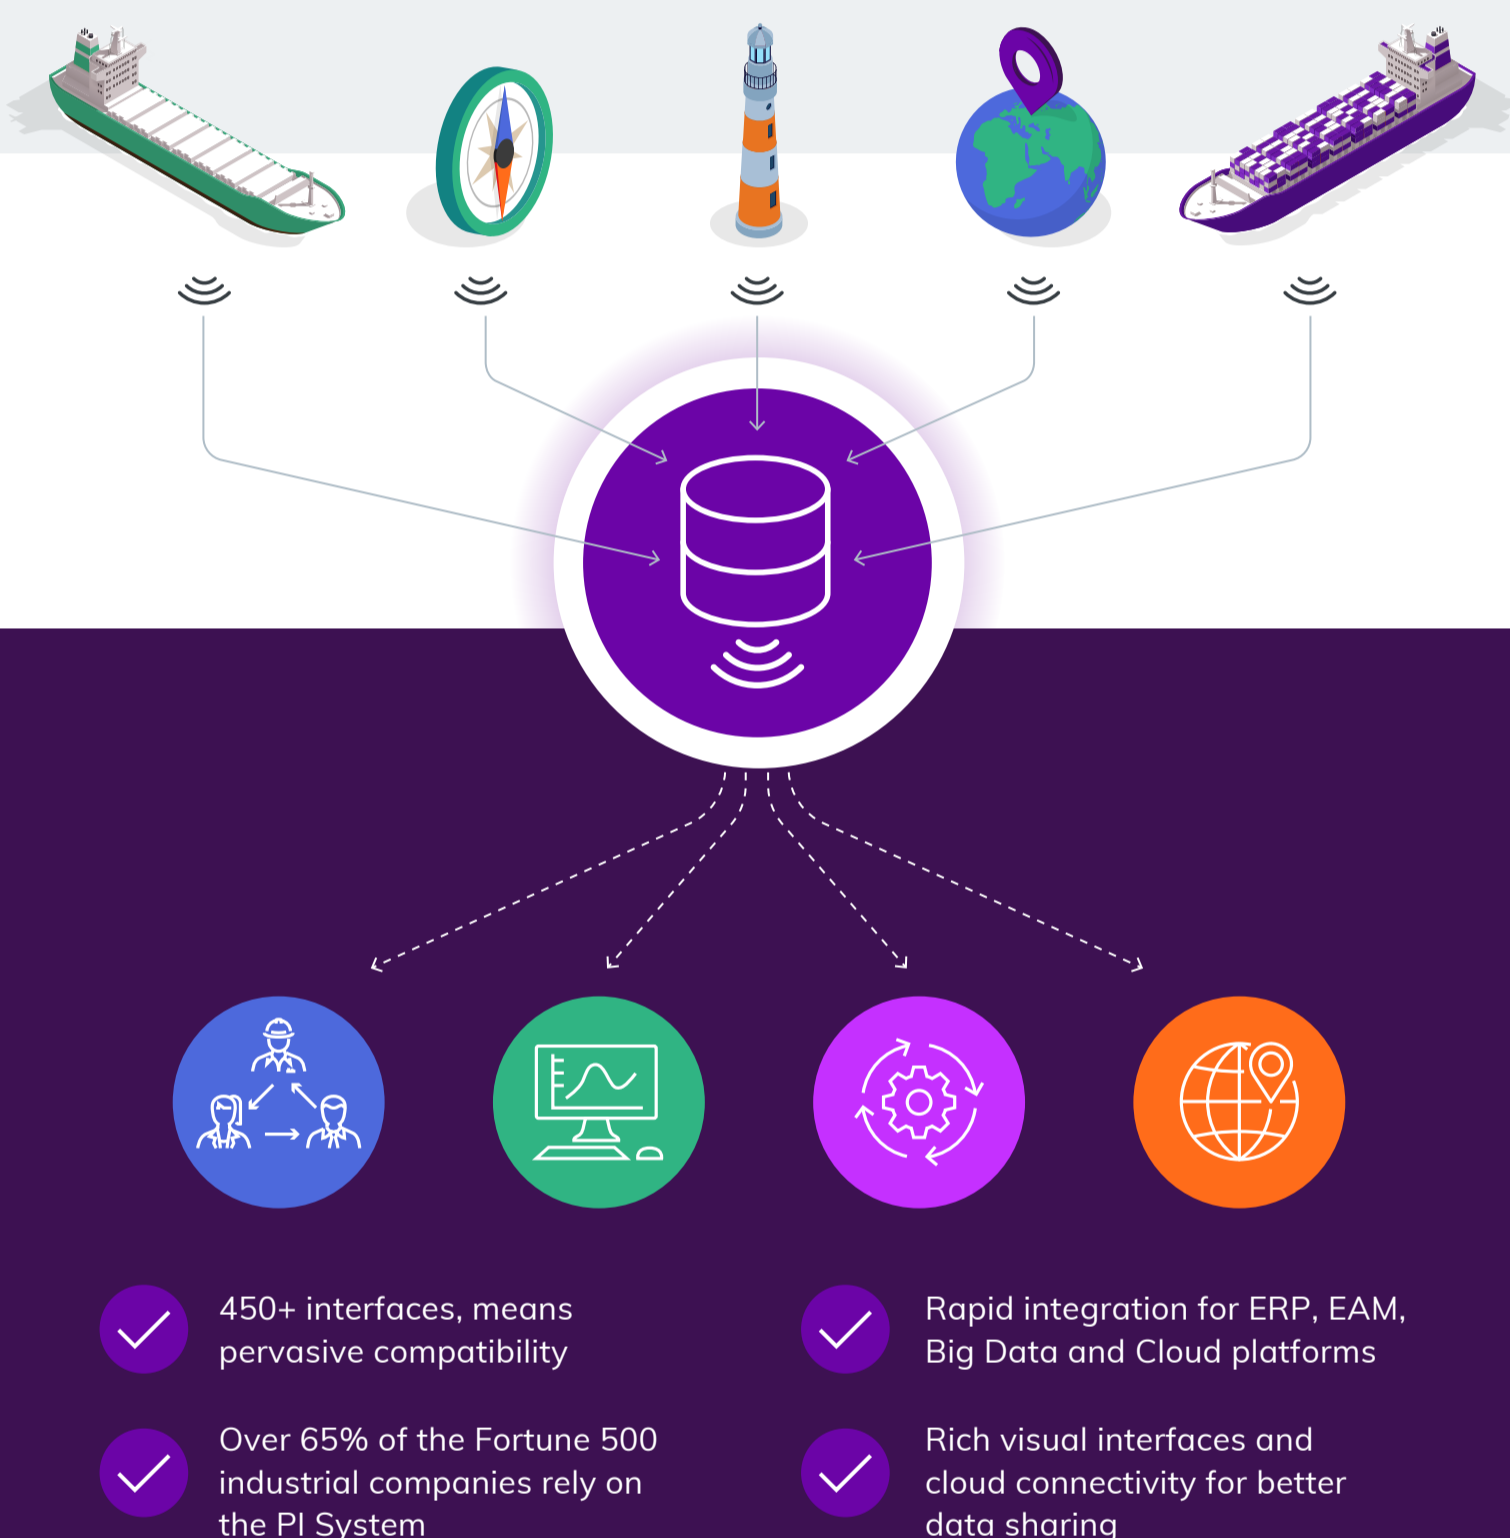 450+ interfaces, means
pervasive compatibility
Over 65% of the Fortune 500
industrial companies rely on
the PI System
Rapid integration for ERP, EAM,
Big Data and Cloud platforms
Rich visual interfaces and
cloud connectivity for better
data sharing